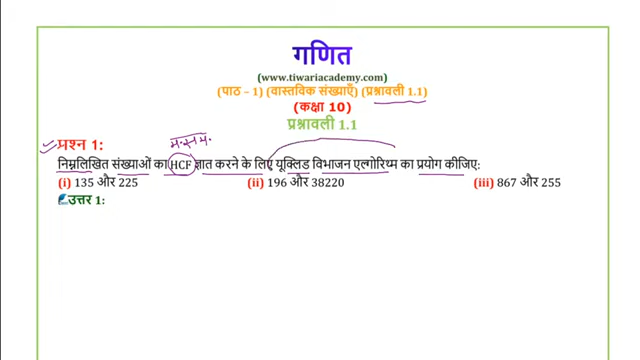 गणित
(www.tiwariacademy.com)
(पाठ – 1) (वास्तविक संख्याएँ) (प्रश्नावली 1.1)
(कक्षा 10)
प्रश्नावली 1.1
म.स.प.
प्रश्न 1:
निम्नलिखित संख्याओं का HCF ज्ञात करने के लिए यूक्लिड विभाजन एल्गोरिथ्म का प्रयोग कीजिए:
(i) 135 और 225 (ii) 196 और 38220 (iii) 867 और 255
उत्तर 1: